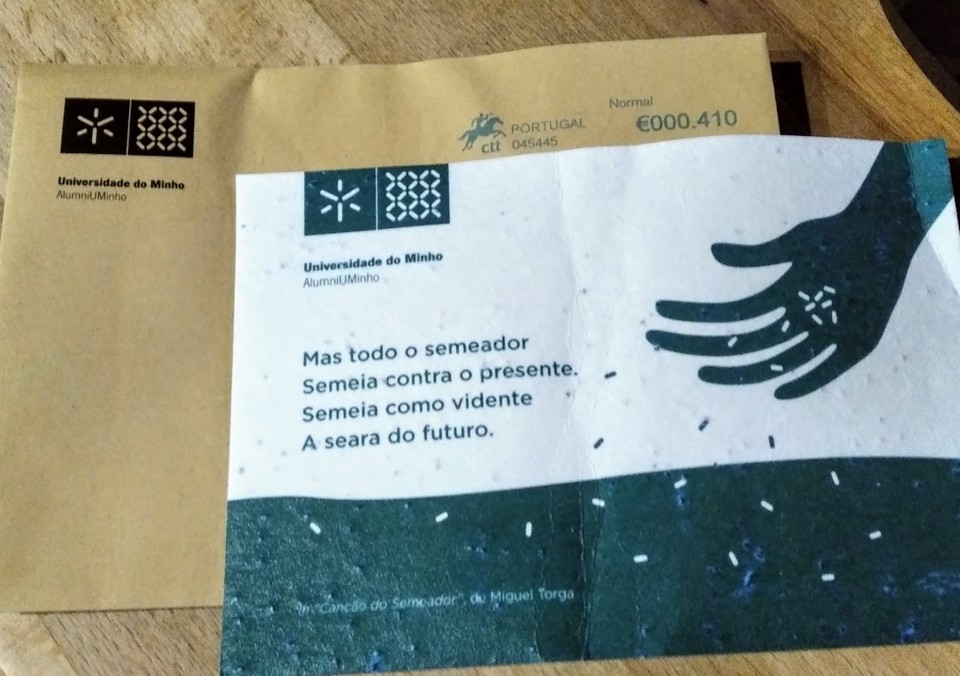 Universidade do Minho
AlumniUMinho
ctt
PORTUGAL
045445
Normal
€000.410
Universidade do Minho
AlumniUMinho
Mas todo o semeador
Semeia contra o presente.
Semeia como vidente
A seara do futuro.
in "Canção do Semeador", de Miguel Torga